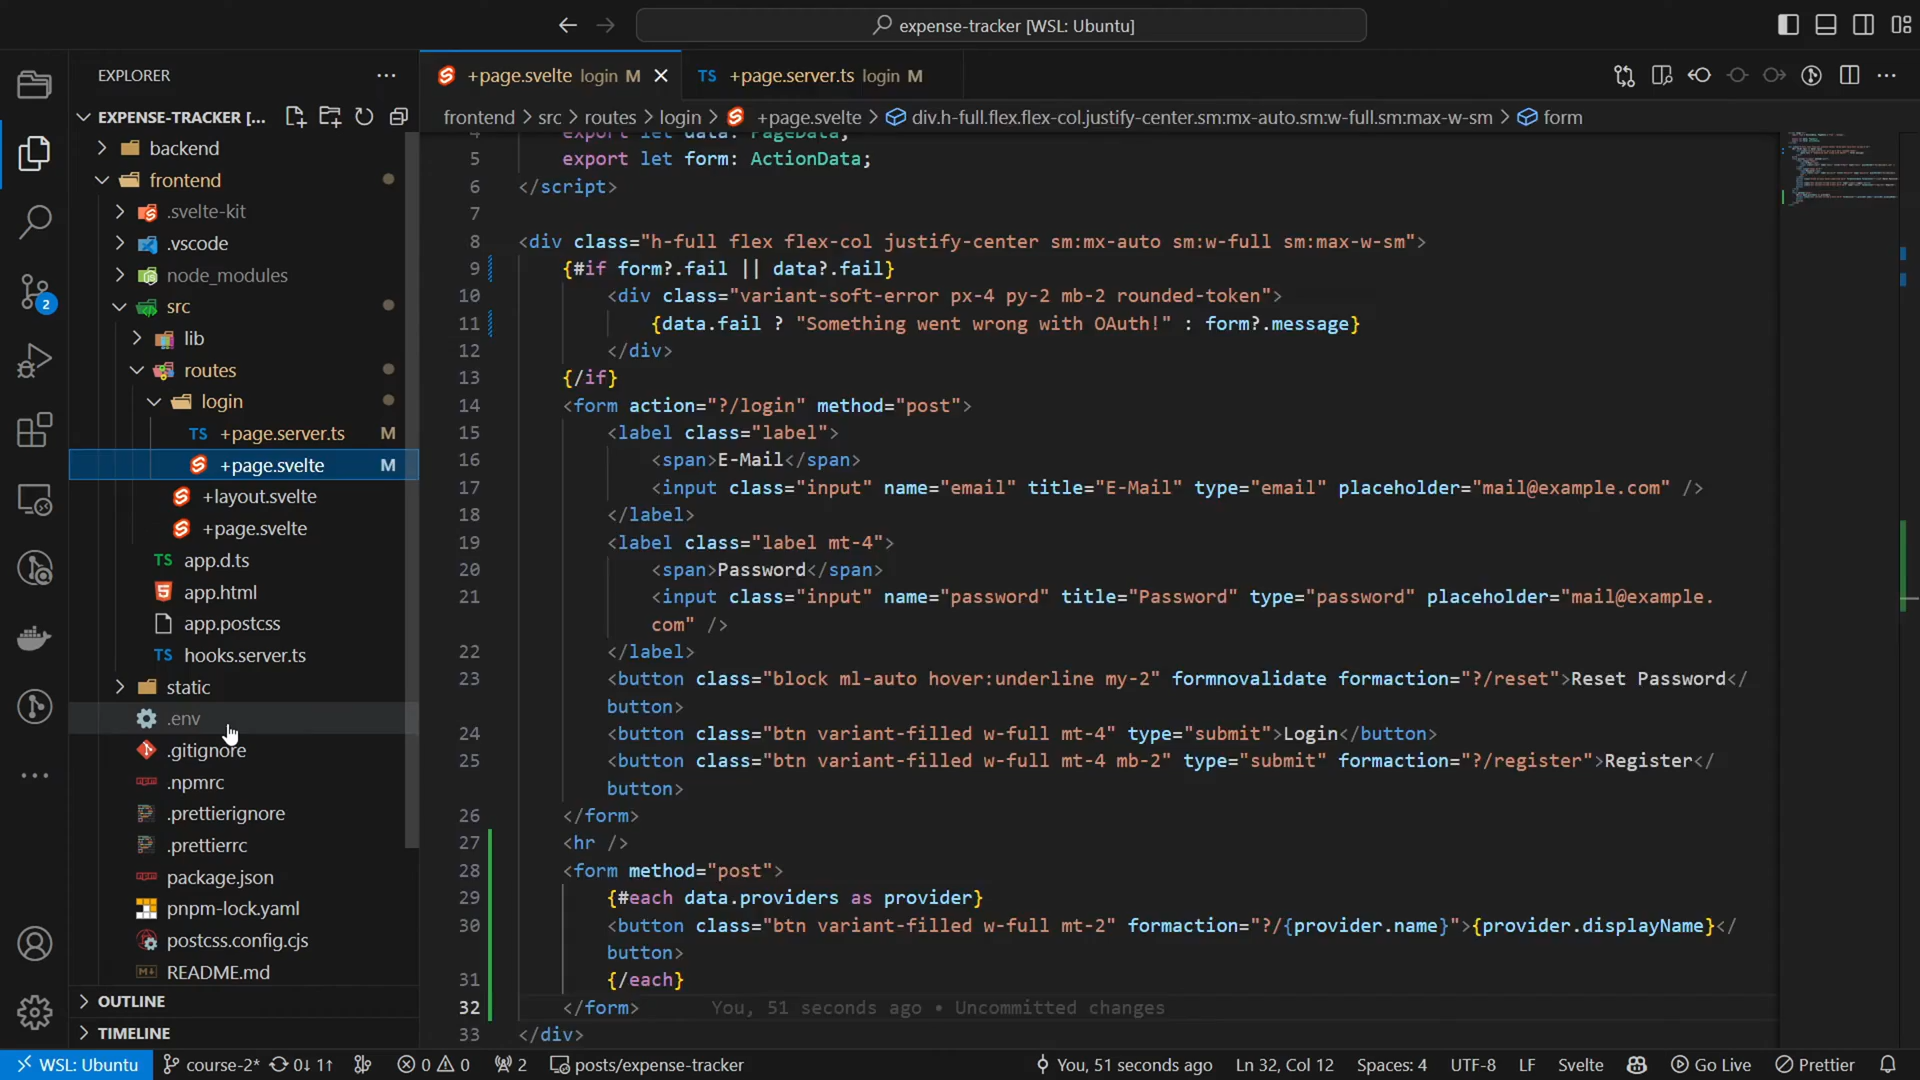 expense-tracker [WSL: Ubuntu]
EXPLORER
EXPENSE-TRACKER [...
backend
frontend
.svelte-kit
.vscode
node_modules
src
lib
routes
login
TS +page.server.ts M
+page.svelte M
+layout.svelte
+page.svelte
TS app.d.ts
app.html
app.postcss
TS hooks.server.ts
static
.env
.gitignore
.npmrc
.prettierignore
.prettierrc
package.json
pnpm-lock.yaml
postcss.config.cjs
README.md
OUTLINE
TIMELINE
2
+page.svelte login M
TS +page.server.ts login M
frontend > src > routes > login > +page.svelte > div.h-full.flex.flex-col.justify-center.sm:mx-auto.sm:w-full.sm:max-w-sm > form
4 export let data: PageData;
5 export let form: ActionData;
6 </script>
7
8 <div class="h-full flex flex-col justify-center sm:mx-auto sm:w-full sm:max-w-sm">
9 {#if form?.fail || data?.fail}
10 <div class="variant-soft-error px-4 py-2 mb-2 rounded-token">
11 {data.fail ? "Something went wrong with OAuth!" : form?.message}
12 </div>
13 {/if}
14 <form action="?/login" method="post">
15 <label class="label">
16 <span>E-Mail</span>
17 <input class="input" name="email" title="E-Mail" type="email" placeholder="mail@example.com" />
18 </label>
19 <label class="label mt-4">
20 <span>Password</span>
21 <input class="input" name="password" title="Password" type="password" placeholder="mail@example.
com" />
22 </label>
23 <button class="block ml-auto hover:underline my-2" formnovalidate formaction="?/reset">Reset Password</
button>
24 <button class="btn variant-filled w-full mt-4" type="submit">Login</button>
25 <button class="btn variant-filled w-full mt-4 mb-2" type="submit" formaction="?/register">Register</
button>
26 </form>
27 <hr />
28 <form method="post">
29 {#each data.providers as provider}
30 <button class="btn variant-filled w-full mt-2" formaction="?/{provider.name}">{provider.displayName}</
button>
31 {/each}
32 </form> You, 51 seconds ago • Uncommitted changes
33 </div>
WSL: Ubuntu course-2* 0↓ 1↑ 0 0 2 posts/expense-tracker You, 51 seconds ago Ln 32, Col 12 Spaces: 4 UTF-8 LF Svelte Go Live Prettier